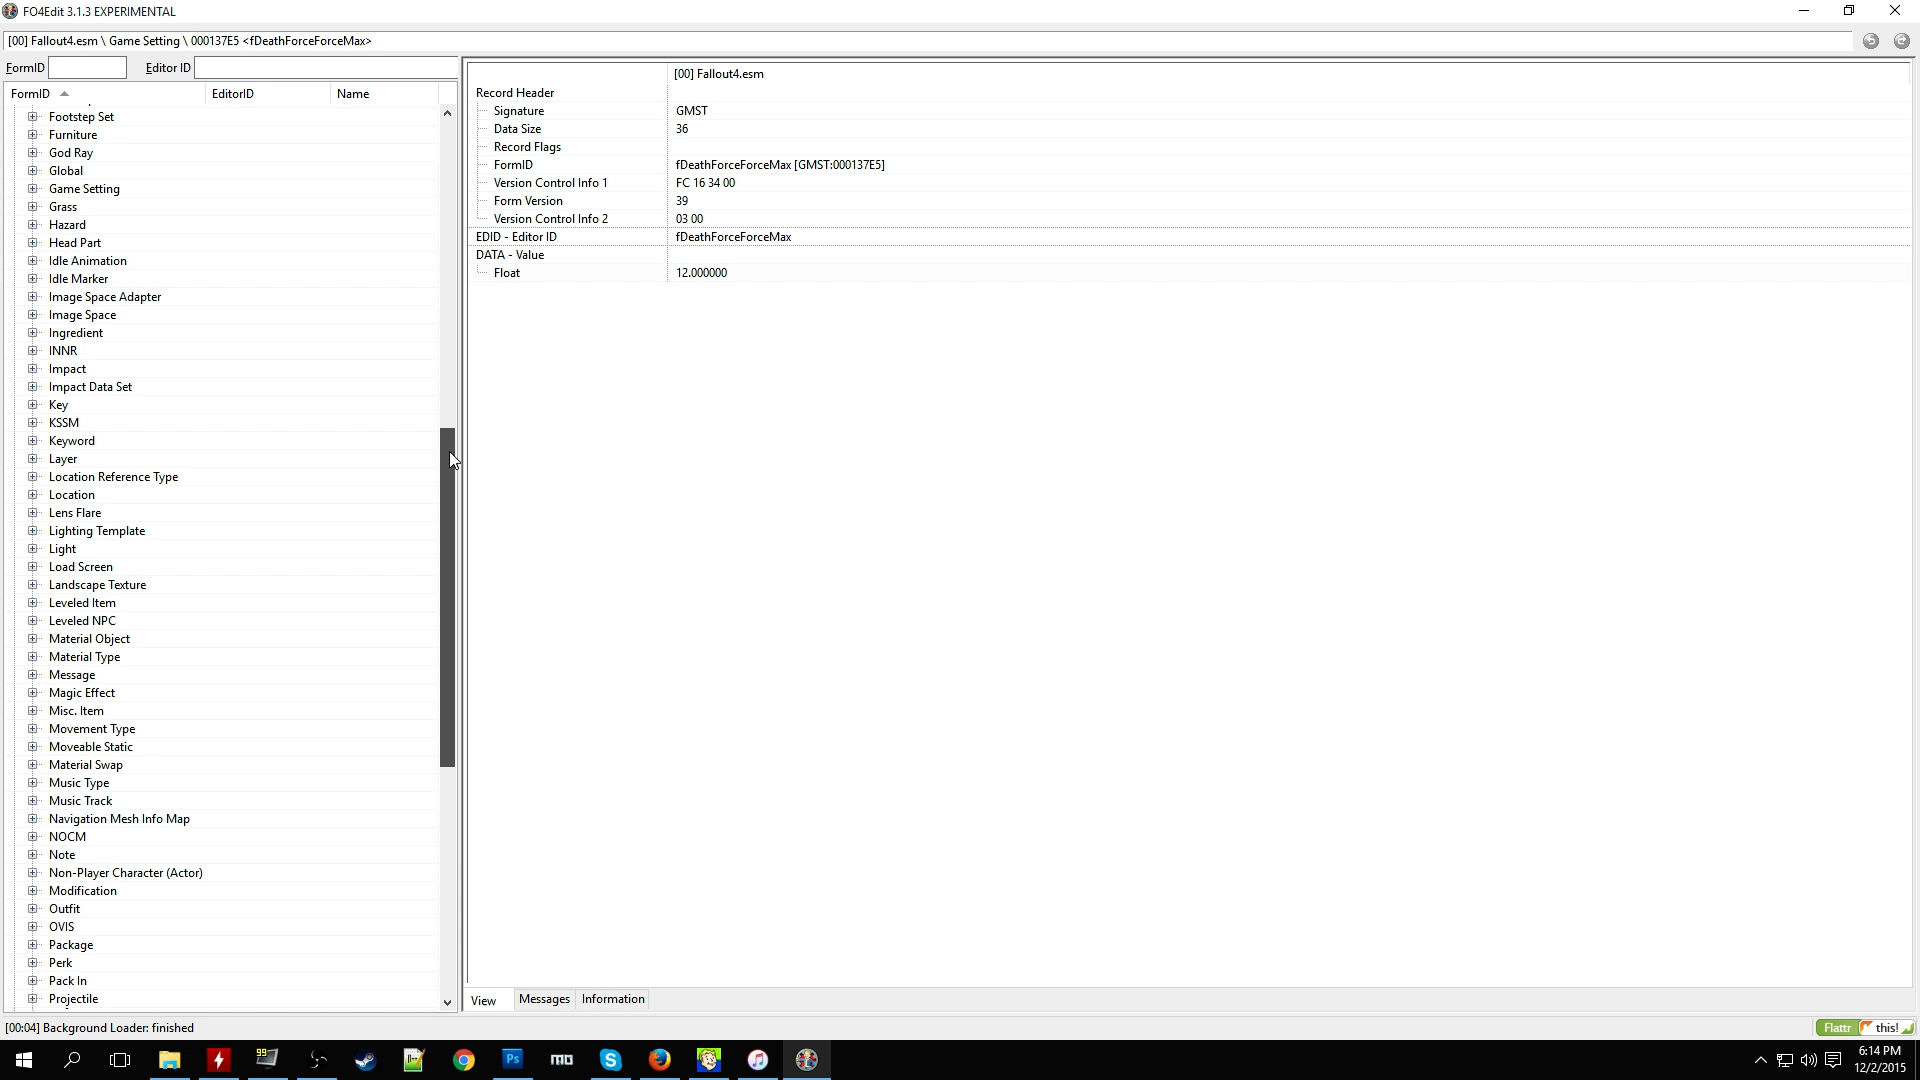 FO4Edit 3.1.3 EXPERIMENTAL
[00] Fallout4.esm \ Game Setting \ 000137E5 <fDeathForceForceMax>
FormID
Editor ID
FormID EditorID Name
Footstep Set
Furniture
God Ray
Global
Game Setting
Grass
Hazard
Head Part
Idle Animation
Idle Marker
Image Space Adapter
Image Space
Ingredient
INNR
Impact
Impact Data Set
Key
KSSM
Keyword
Layer
Location Reference Type
Location
Lens Flare
Lighting Template
Light
Load Screen
Landscape Texture
Leveled Item
Leveled NPC
Material Object
Material Type
Message
Magic Effect
Misc. Item
Movement Type
Moveable Static
Material Swap
Music Type
Music Track
Navigation Mesh Info Map
NOCM
Note
Non-Player Character (Actor)
Modification
Outfit
OVIS
Package
Perk
Pack In
Projectile
[00] Fallout4.esm
Record Header
Signature GMST
Data Size 36
Record Flags
FormID fDeathForceForceMax [GMST:000137E5]
Version Control Info 1 FC 16 34 00
Form Version 39
Version Control Info 2 03 00
EDID - Editor ID fDeathForceForceMax
DATA - Value
Float 12.000000
View Messages Information
[00:04] Background Loader: finished
Flattr this!
99
Ps
mo
6:14 PM
12/2/2015